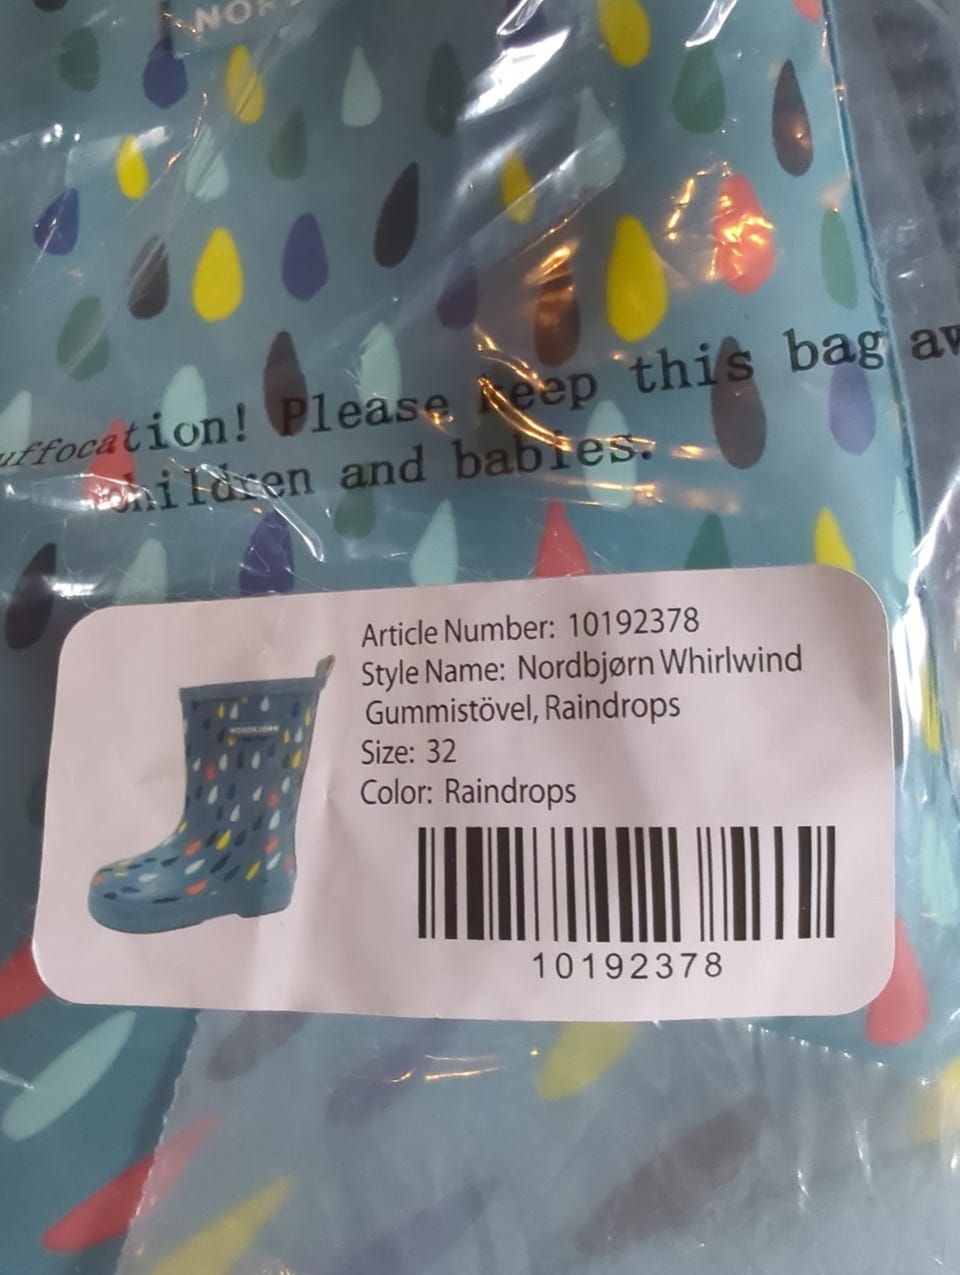 uffocation! Please keep this bag
children and babies.
Article Number: 10192378
Style Name: Nordbjørn Whirlwind
Gummistövel, Raindrops
Size: 32
Color: Raindrops
NORDBJØRN
10192378